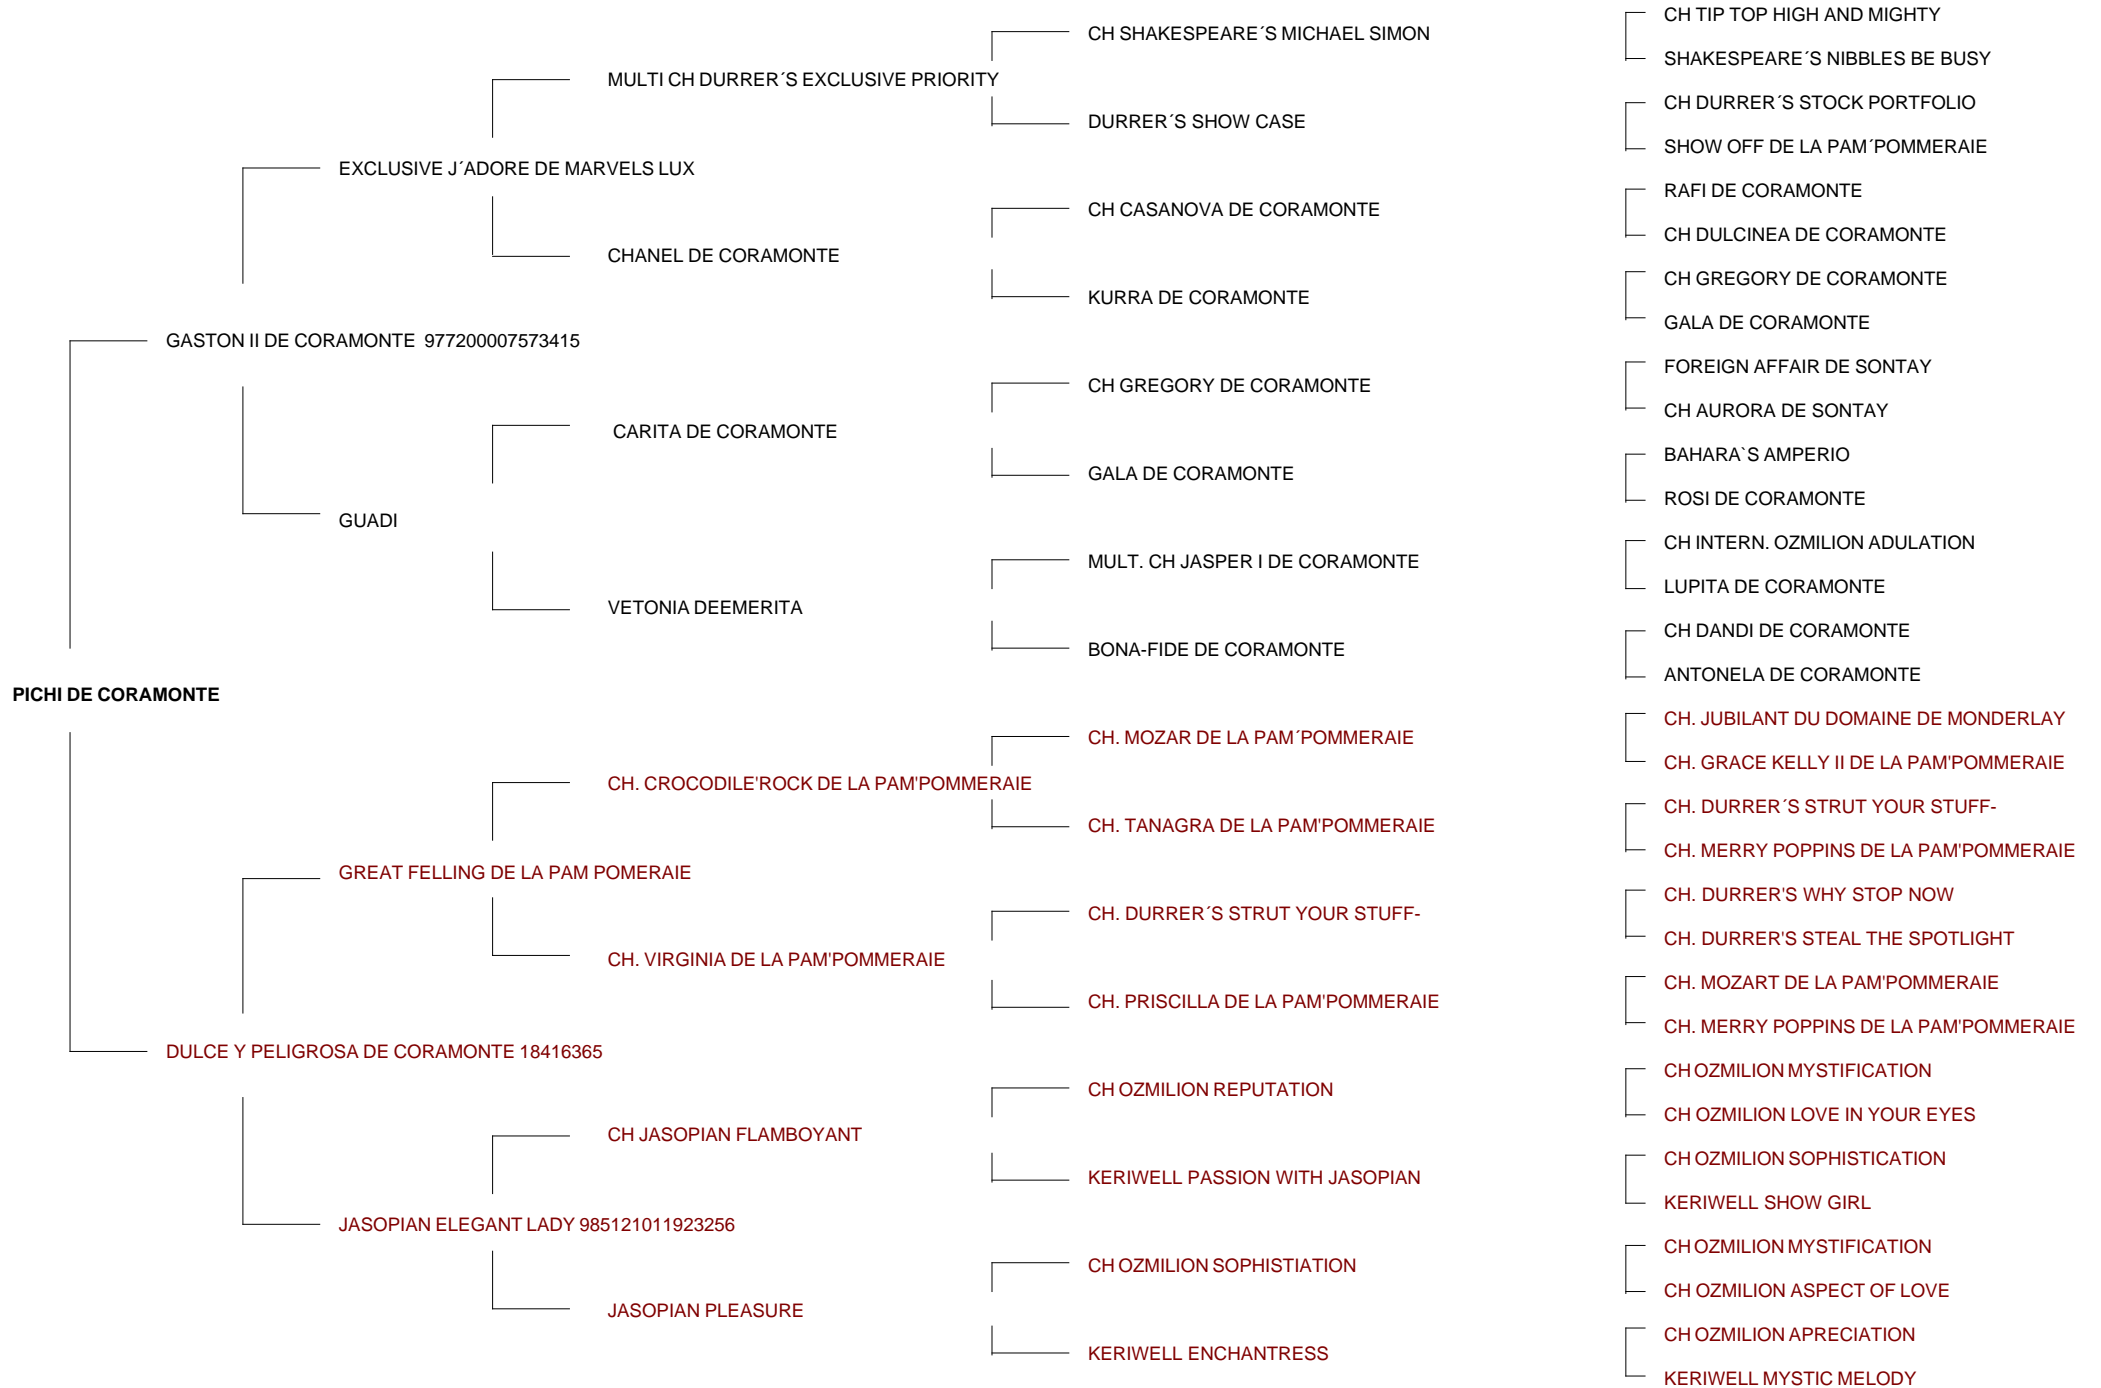 CH TIP TOP HIGH AND MIGHTY
CH SHAKESPEARE´S MICHAEL SIMON
SHAKESPEARE´S NIBBLES BE BUSY
MULTI CH DURRER´S EXCLUSIVE PRIORITY
CH DURRER´S STOCK PORTFOLIO
DURRER´S SHOW CASE
SHOW OFF DE LA PAM´POMMERAIE
EXCLUSIVE J´ADORE DE MARVELS LUX
RAFI DE CORAMONTE
CH CASANOVA DE CORAMONTE
CH DULCINEA DE CORAMONTE
CHANEL DE CORAMONTE
CH GREGORY DE CORAMONTE
KURRA DE CORAMONTE
GALA DE CORAMONTE
GASTON II DE CORAMONTE 977200007573415
FOREIGN AFFAIR DE SONTAY
CH GREGORY DE CORAMONTE
CH AURORA DE SONTAY
CARITA DE CORAMONTE
BAHARA`S AMPERIO
GALA DE CORAMONTE
ROSI DE CORAMONTE
GUADI
CH INTERN. OZMILION ADULATION
MULT. CH JASPER I DE CORAMONTE
LUPITA DE CORAMONTE
VETONIA DEEMERITA
CH DANDI DE CORAMONTE
BONA-FIDE DE CORAMONTE
ANTONELA DE CORAMONTE
PICHI DE CORAMONTE
CH. JUBILANT DU DOMAINE DE MONDERLAY
CH. MOZAR DE LA PAM´POMMERAIE
CH. GRACE KELLY II DE LA PAM'POMMERAIE
CH. CROCODILE'ROCK DE LA PAM'POMMERAIE
CH. DURRER´S STRUT YOUR STUFF-
CH. TANAGRA DE LA PAM'POMMERAIE
CH. MERRY POPPINS DE LA PAM'POMMERAIE
GREAT FELLING DE LA PAM POMERAIE
CH. DURRER'S WHY STOP NOW
CH. DURRER´S STRUT YOUR STUFF-
CH. DURRER'S STEAL THE SPOTLIGHT
CH. VIRGINIA DE LA PAM'POMMERAIE
CH. MOZART DE LA PAM'POMMERAIE
CH. PRISCILLA DE LA PAM'POMMERAIE
CH. MERRY POPPINS DE LA PAM'POMMERAIE
DULCE Y PELIGROSA DE CORAMONTE 18416365
CH OZMILION MYSTIFICATION
CH OZMILION REPUTATION
CH OZMILION LOVE IN YOUR EYES
CH JASOPIAN FLAMBOYANT
CH OZMILION SOPHISTICATION
KERIWELL PASSION WITH JASOPIAN
KERIWELL SHOW GIRL
JASOPIAN ELEGANT LADY 985121011923256
CH OZMILION MYSTIFICATION
CH OZMILION SOPHISTIATION
CH OZMILION ASPECT OF LOVE
JASOPIAN PLEASURE
CH OZMILION APRECIATION
KERIWELL ENCHANTRESS
KERIWELL MYSTIC MELODY